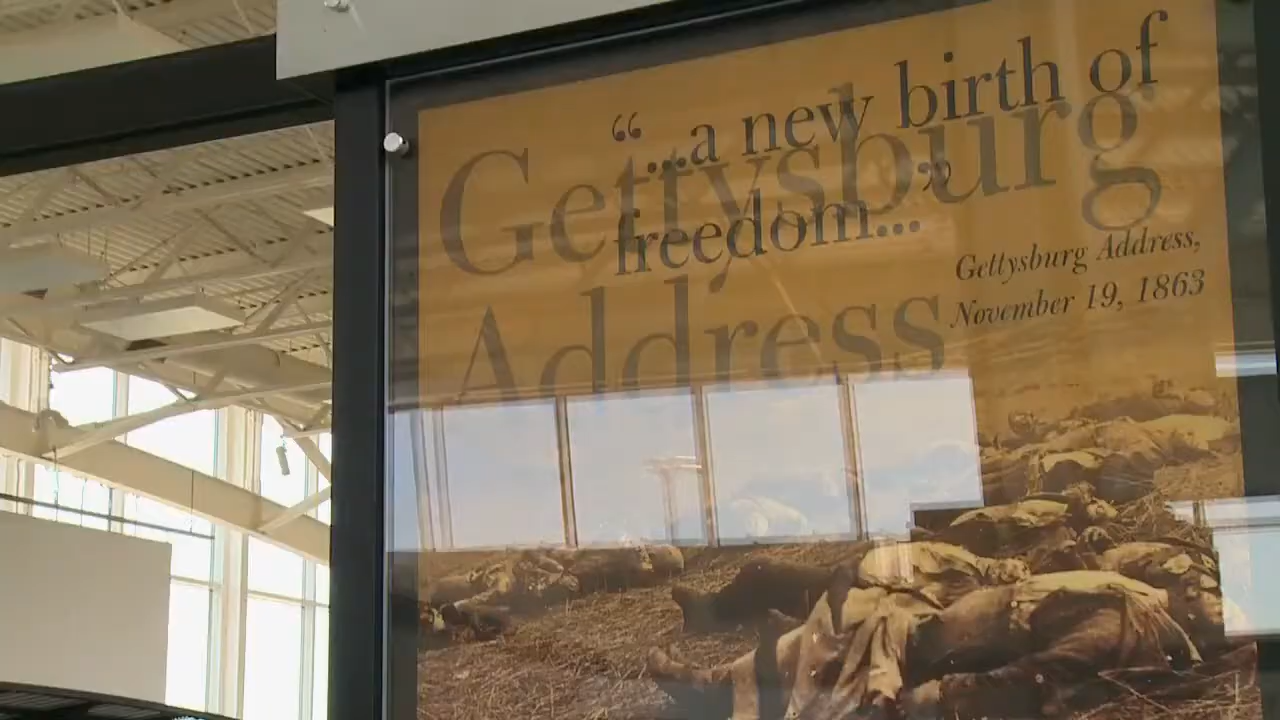 Gettysburg
Address
“...a new birth of
freedom...”
Gettysburg Address,
November 19, 1863